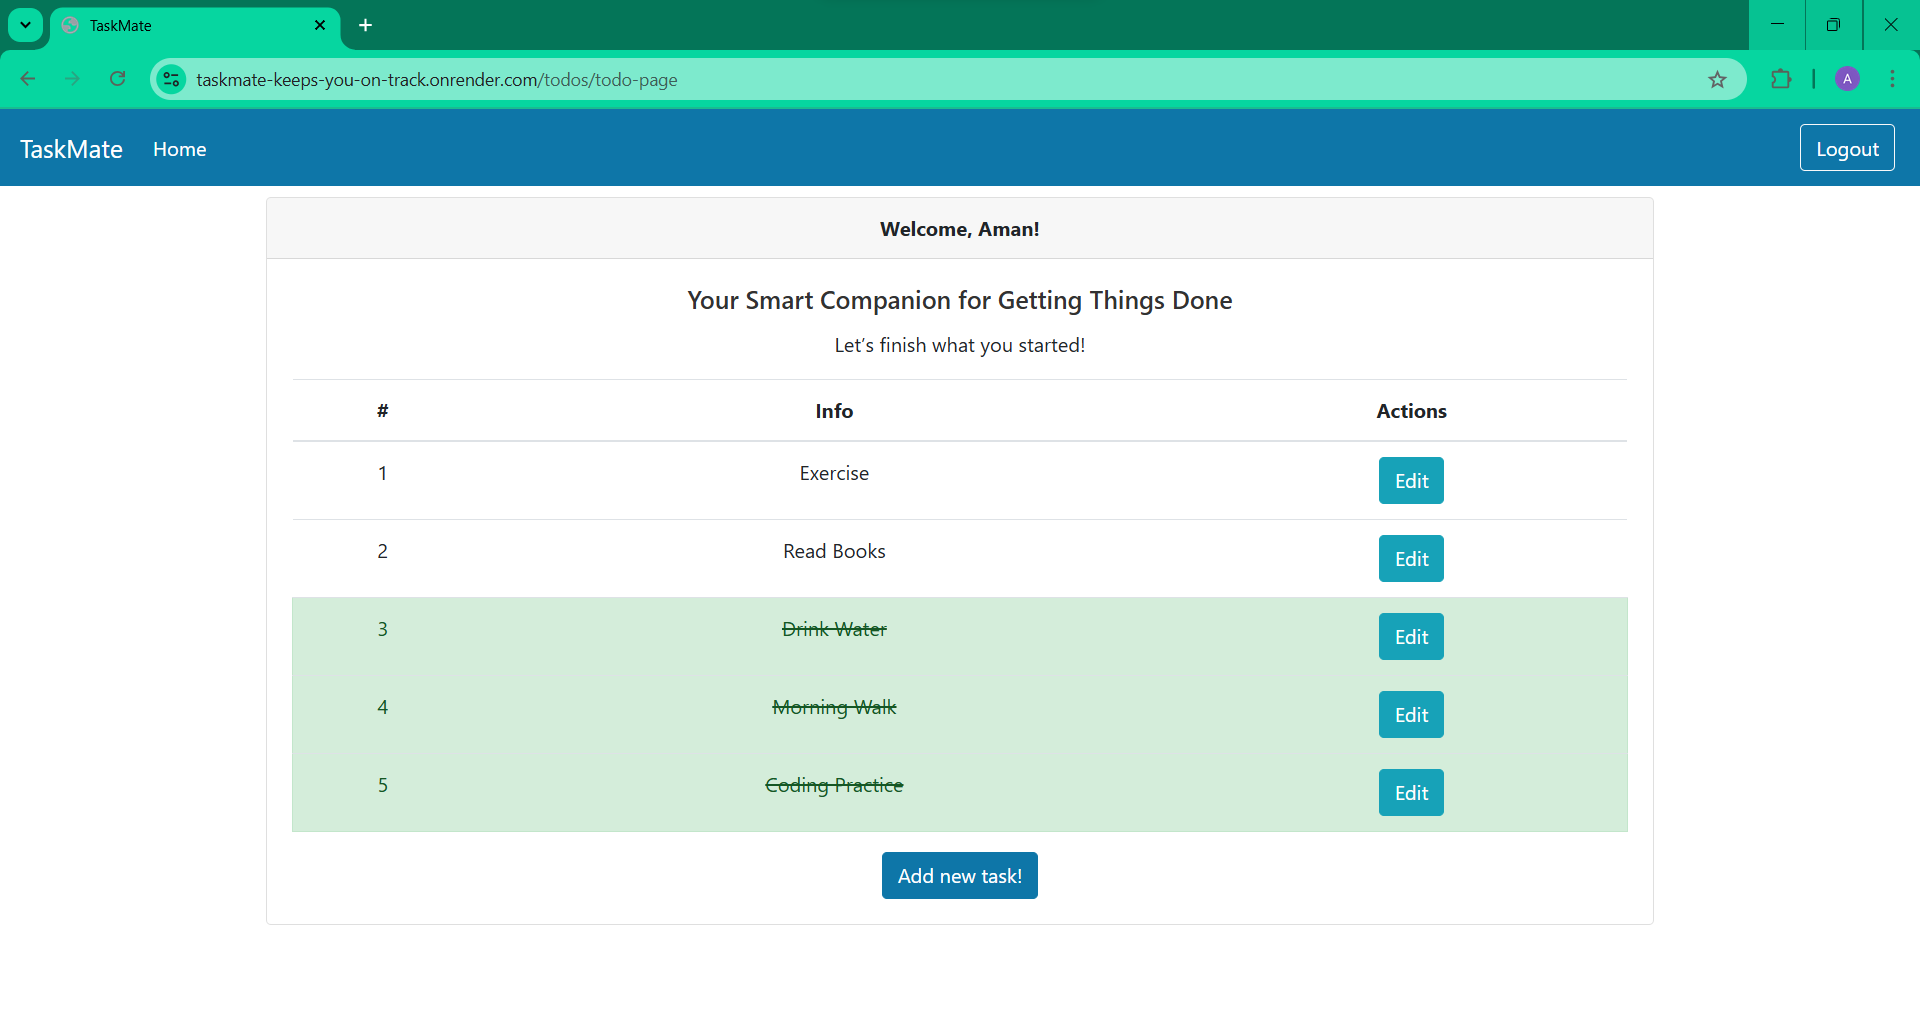 TaskMate
taskmate-keeps-you-on-track.onrender.com/todos/todo-page
A
TaskMate Home Logout
Welcome, Aman!
Your Smart Companion for Getting Things Done
Let's finish what you started!
# Info Actions
1 Exercise Edit
2 Read Books Edit
3 Drink Water Edit
4 Morning Walk Edit
5 Coding Practice Edit
Add new task!